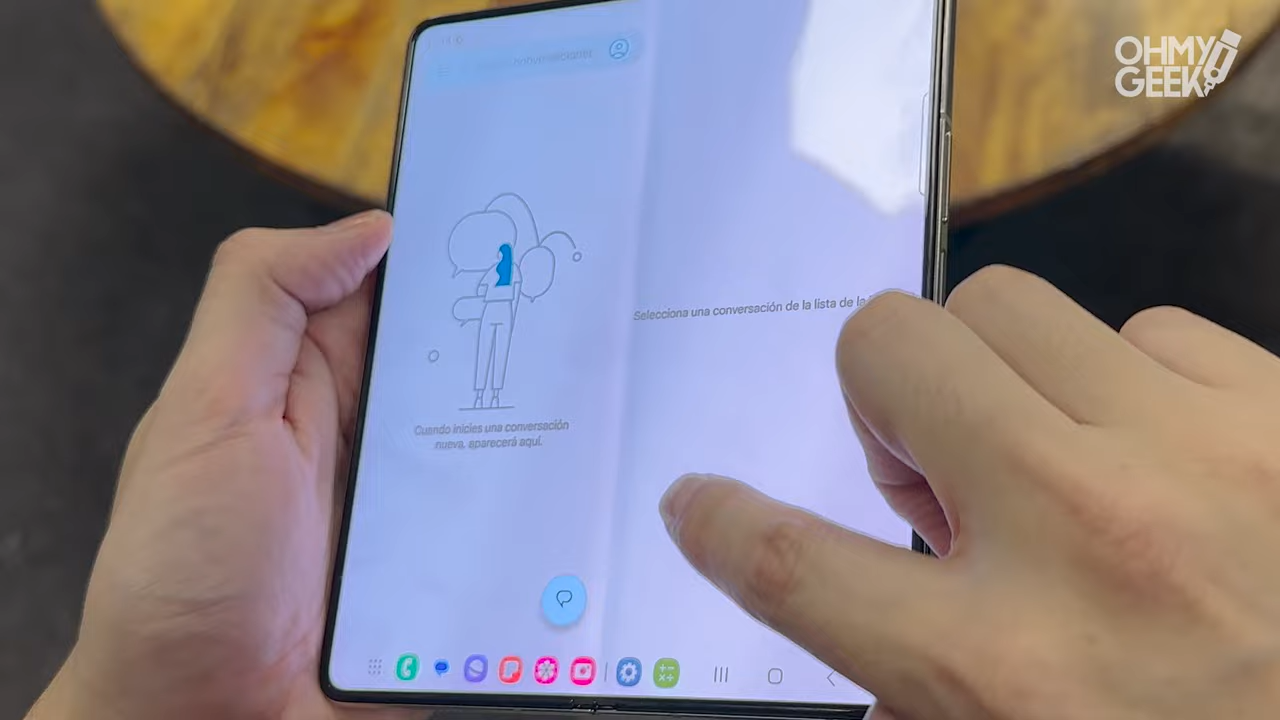 OHMY
GEEK
Selecciona una conversación de la lista de la
Cuando inicies una conversación
nueva, aparecerá aquí.